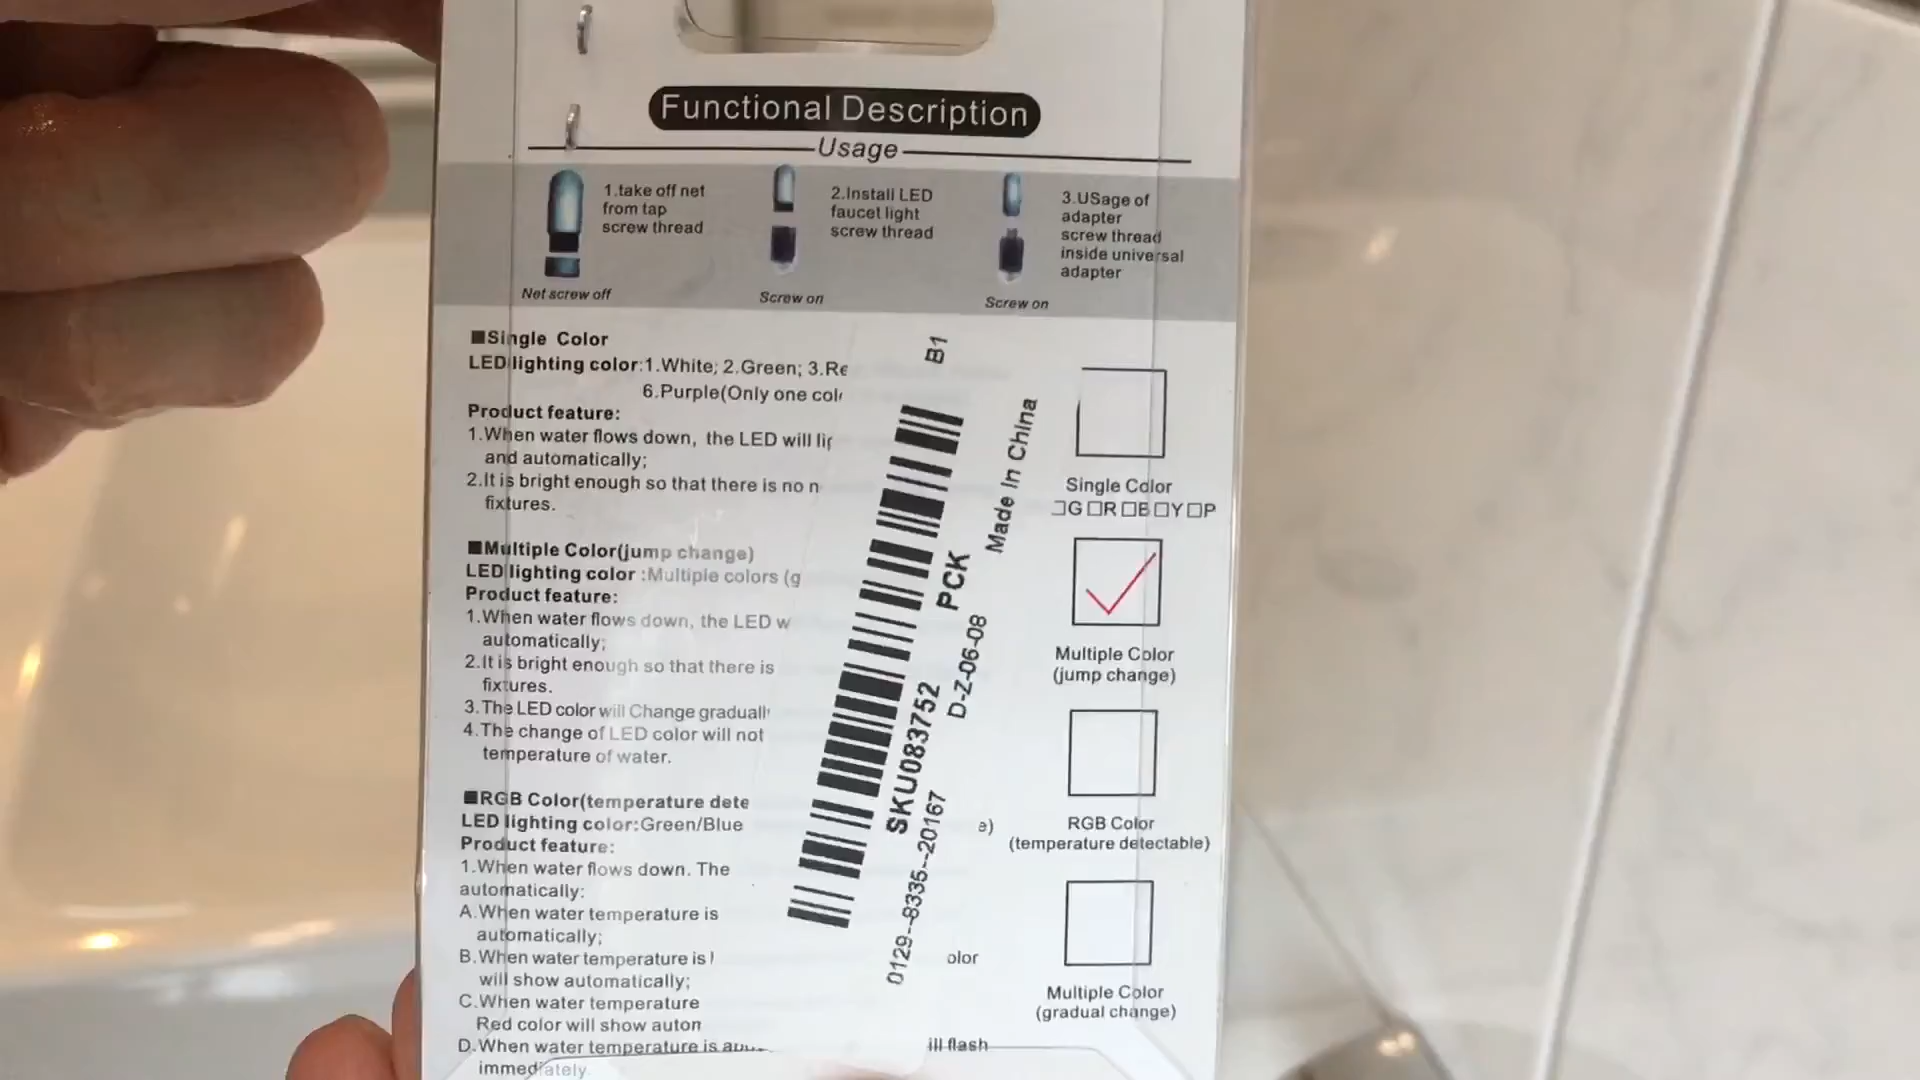 Functional Description
Usage
1.take off net
from tap
screw thread
Net screw off
2.Install LED
faucet light
screw thread
Screw on
3.USage of
adapter
screw thread
inside universal
adapter
Screw on
■Single Color
LED lighting color:1.White; 2.Green; 3.Re
6.Purple(Only one col
Product feature:
1.When water flows down, the LED will lig
and automatically;
2.It is bright enough so that there is no n
fixtures.
■Multiple Color(jump change)
LED lighting color :Multiple colors (g
Product feature:
1.When water flows down, the LED w
automatically;
2.It is bright enough so that there is
fixtures.
3.The LED color will Change graduall
4.The change of LED color will not
temperature of water.
■RGB Color(temperature dete
LED lighting color:Green/Blue
e)
Product feature:
1.When water flows down. The
automatically:
A.When water temperature is
automatically;
B.When water temperature is
olor
will show automatically;
C.When water temperature
Red color will show auton
D.When water temperature is
ill flash
immediately.
B1
Made In China
PCK
D-Z-06-08
SKU083752
0129--8335--20167
Single Color
□G □R □B □Y □P
Multiple Color
(jump change)
RGB Color
(temperature detectable)
Multiple Color
(gradual change)